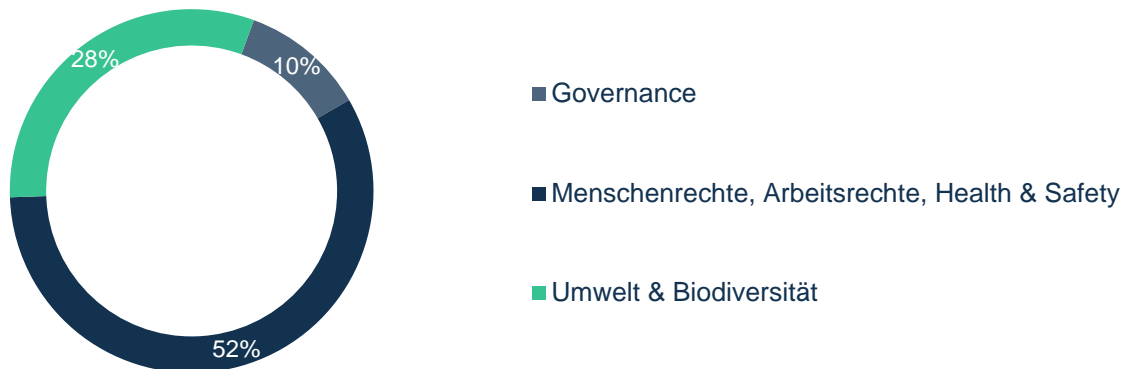 28%
10%
Governance
Menschenrechte, Arbeitsrechte, Health & Safety
Umwelt & Biodiversität
52%